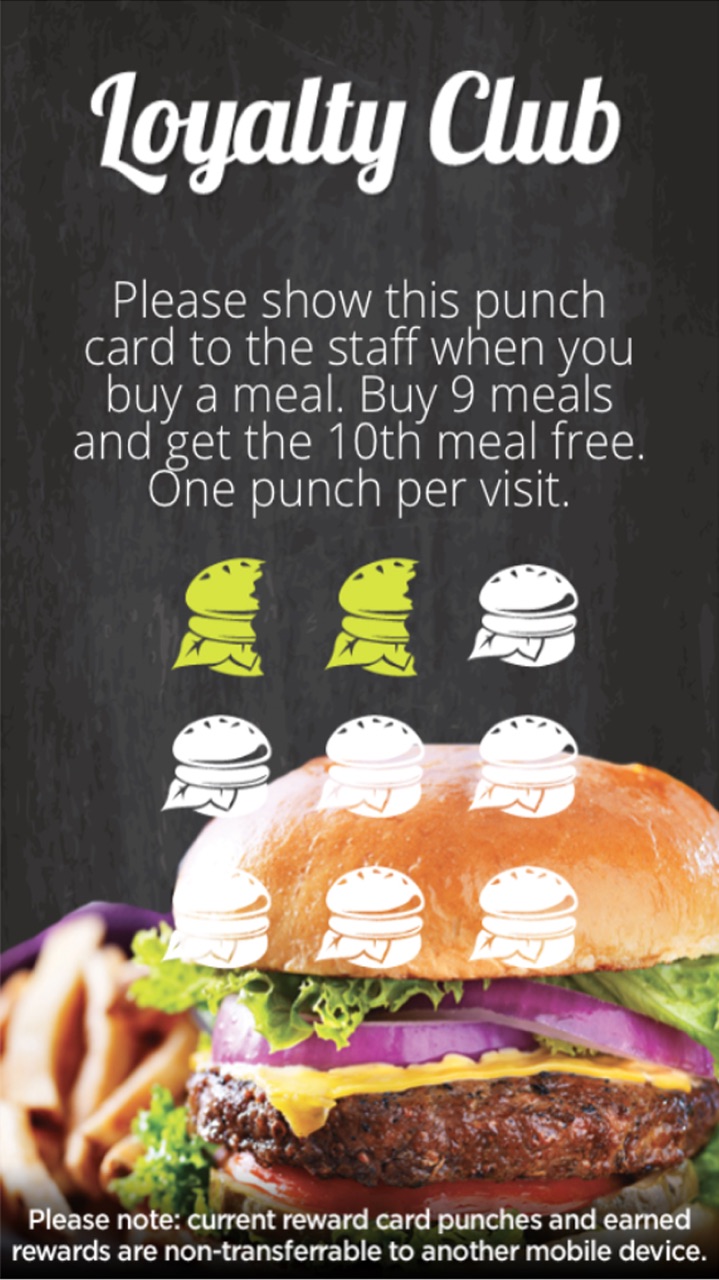 Loyalty Club
Please show this punch
card to the staff when you
buy a meal. Buy 9 meals
and get the 10th meal free.
One punch per visit.
Please note: current reward card punches and earned
rewards are non-transferrable to another mobile device.